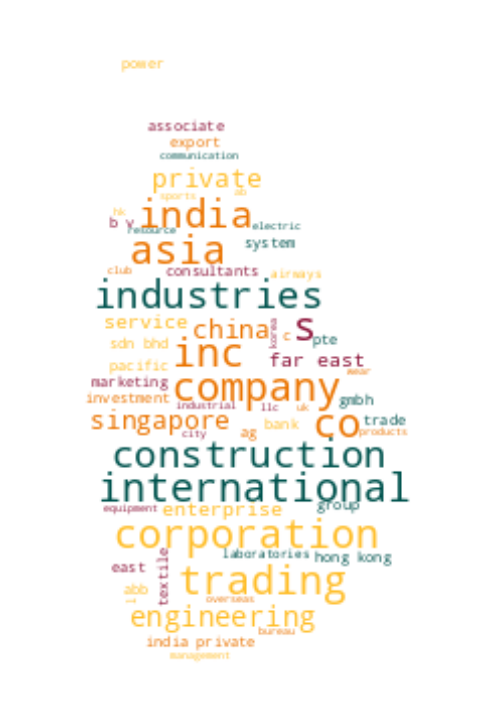 power
associate
export
communication
private
sports ab
hk india
b v resource electric
asia system
club consultants airways
industries
service china korea c s pte
sdn bhd inc far east
pacific wear
marketing company
investment industrial llc uk gmbh
singapore co trade
city ag bank products
construction
international
equipment enterprise group
corporation
laboratories hong kong
east textile trading
abb overseas
l
engineering
bureau
india private
management